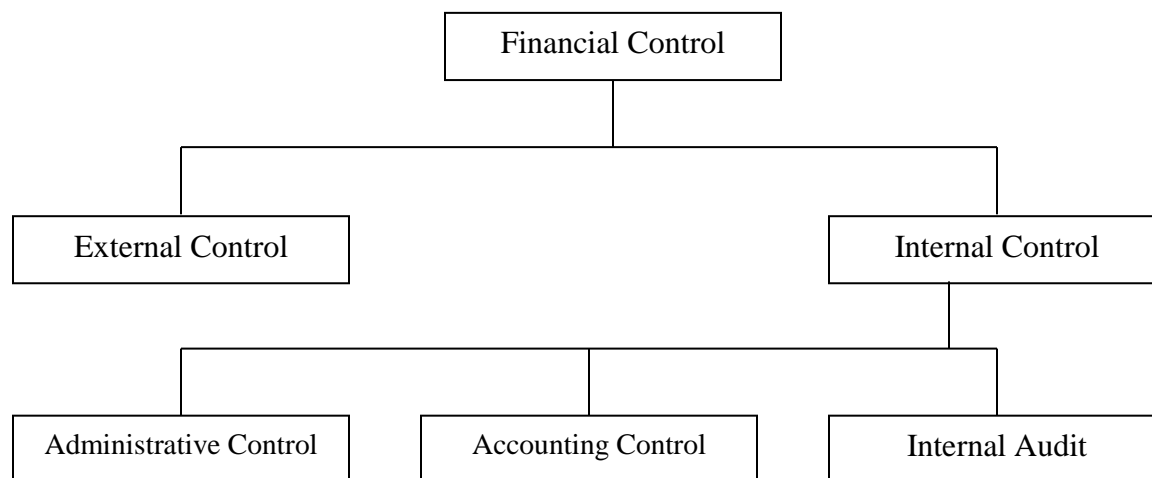 Financial Control
External Control
Internal Control
Administrative Control
Accounting Control
Internal Audit